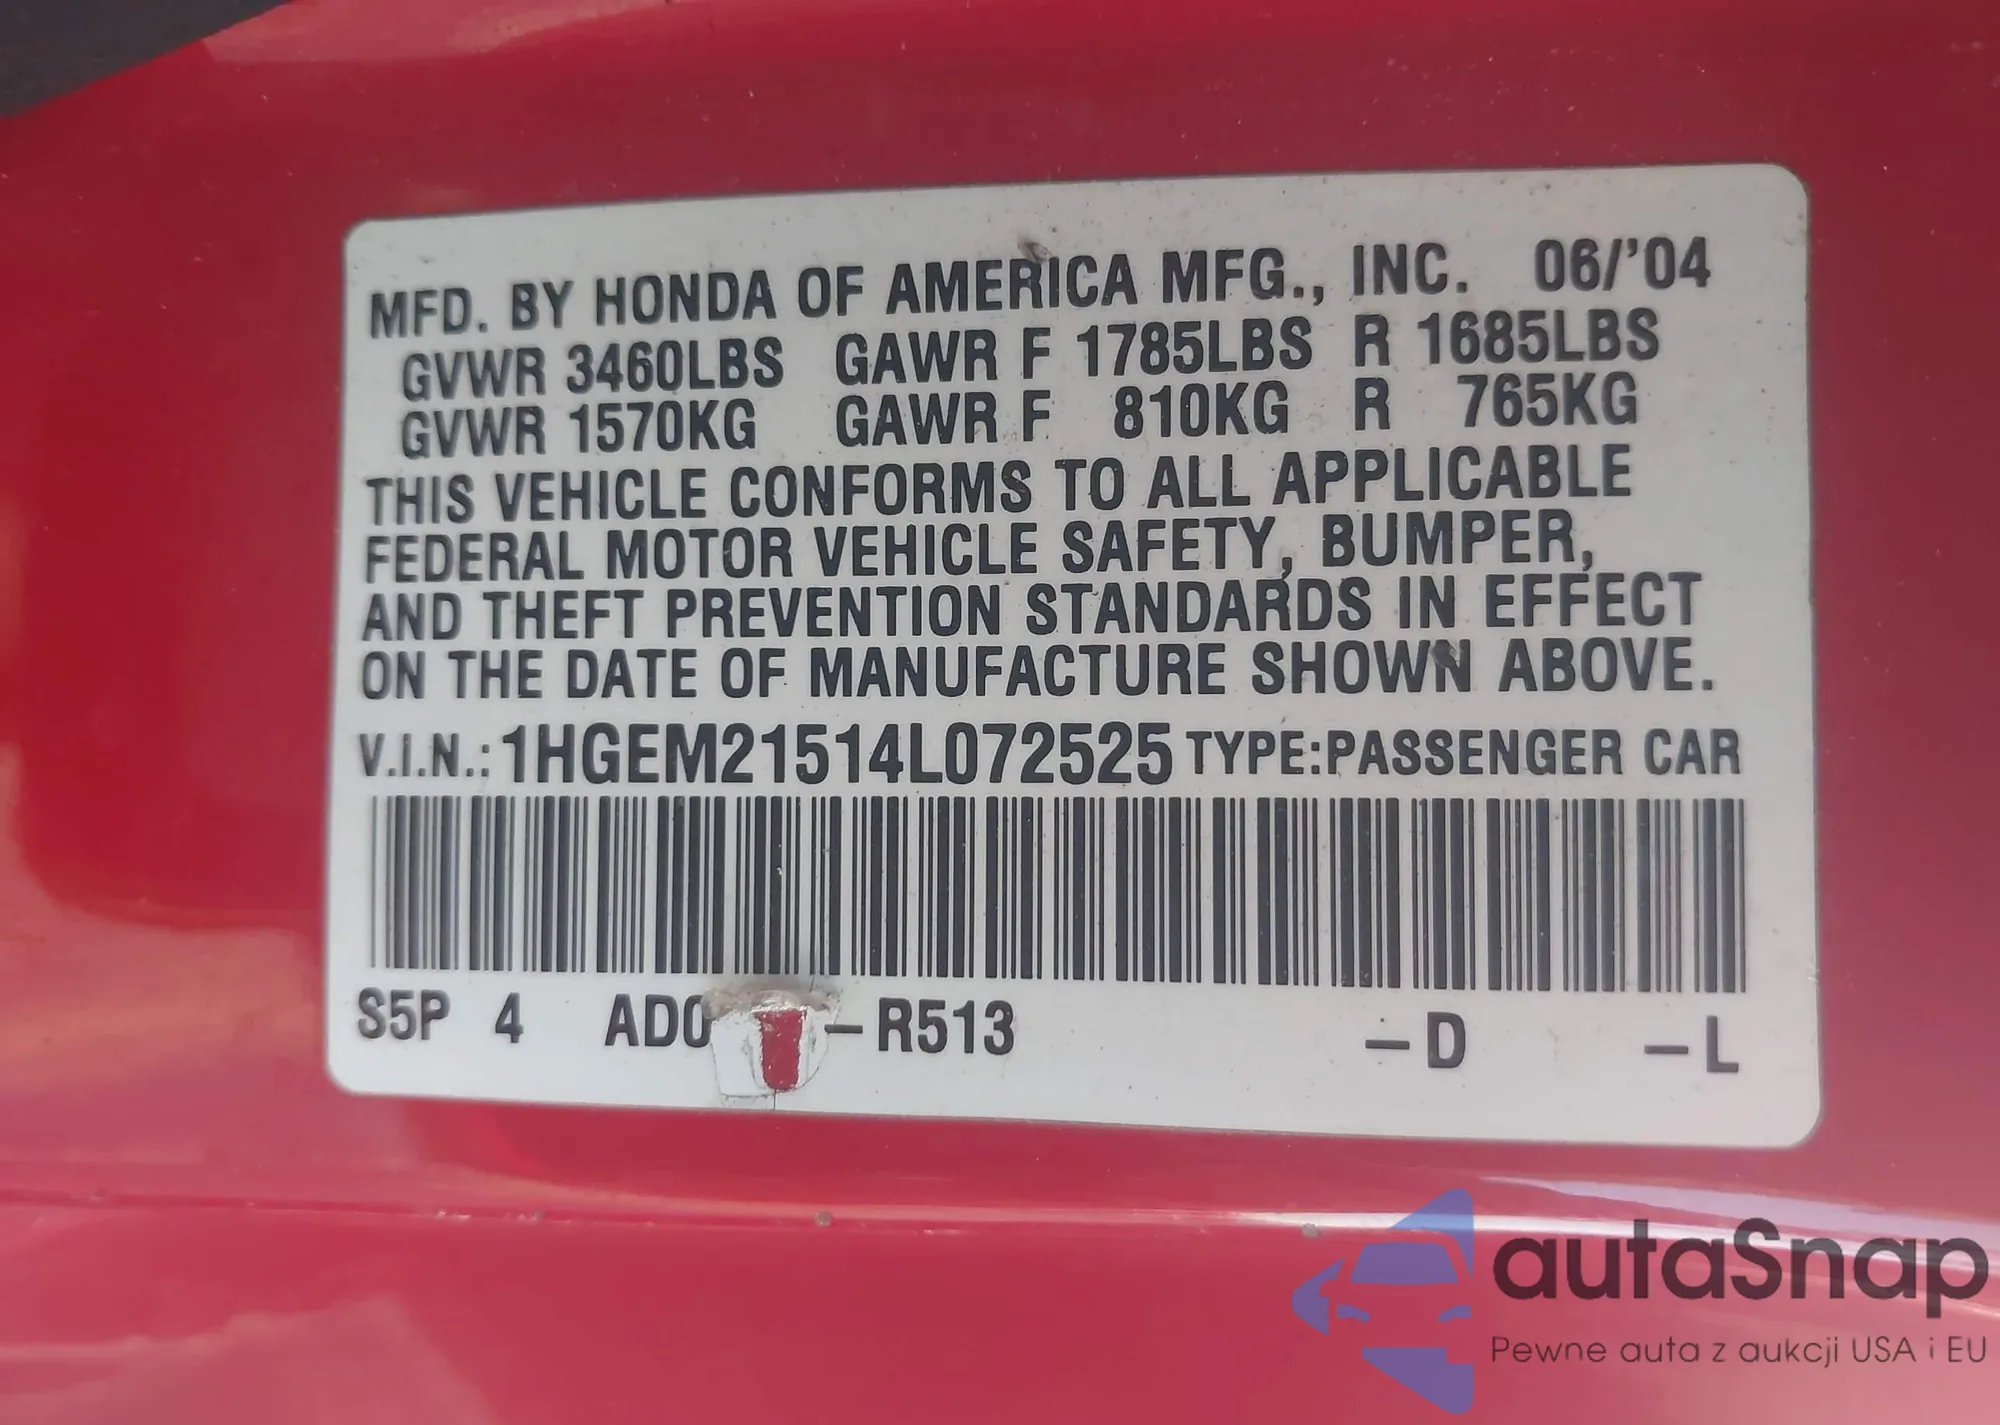 MFD. BY HONDA OF AMERICA MFG., INC. 06/'04
GVWR 3460LBS GAWR F 1785LBS R 1685LBS
GVWR 1570KG GAWR F 810KG R 765KG
THIS VEHICLE CONFORMS TO ALL APPLICABLE
FEDERAL MOTOR VEHICLE SAFETY, BUMPER,
AND THEFT PREVENTION STANDARDS IN EFFECT
ON THE DATE OF MANUFACTURE SHOWN ABOVE.
V.I.N.: 1HGEM21514L072525 TYPE:PASSENGER CAR
S5P 4 AD0 –R513 –D –L
autaSnap
Pewne auta z aukcji USA i EU